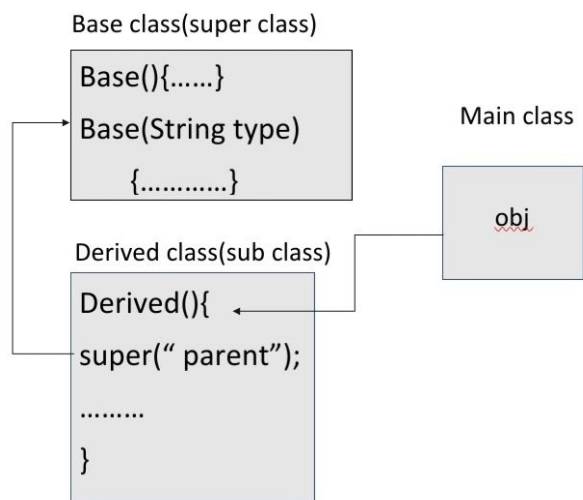 Base class(super class)
Base(){......}
Base(String type)
{............}
Main class
obj
Derived class(sub class)
Derived(){
super(“ parent”);
.........
}